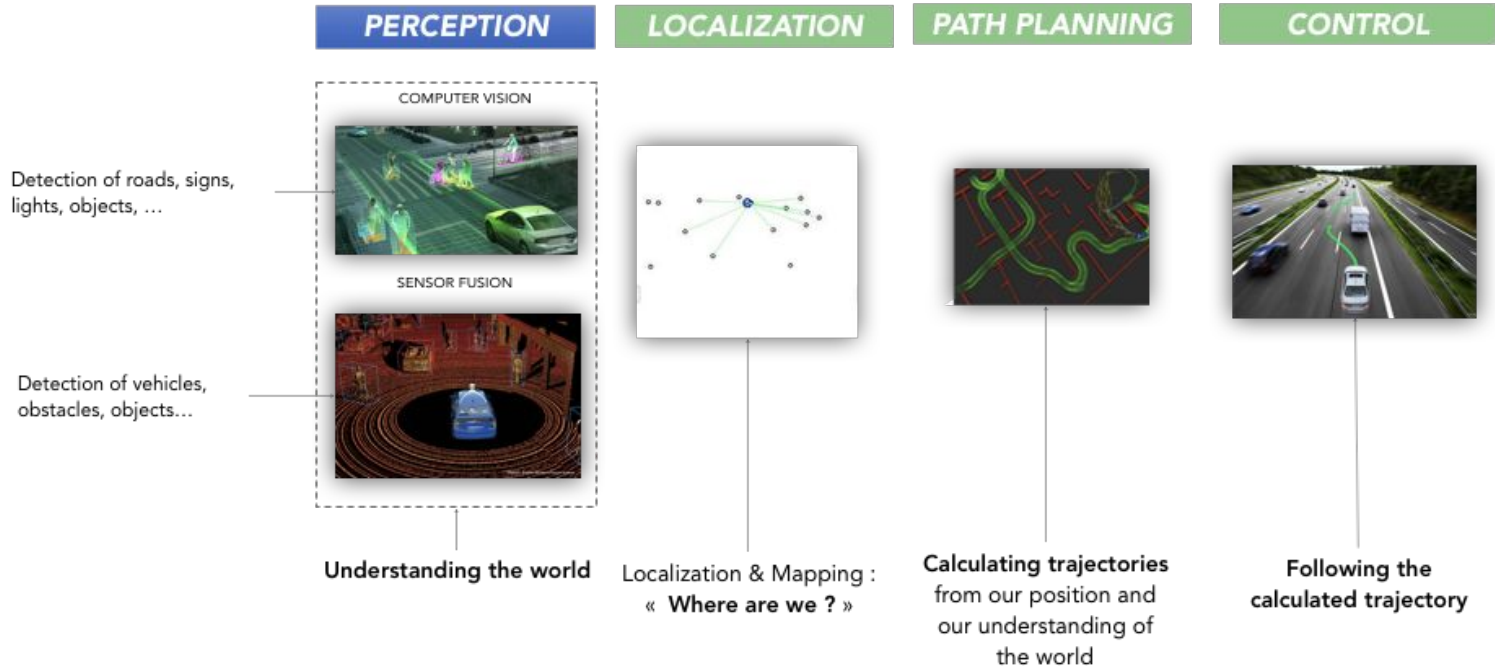 PERCEPTION
LOCALIZATION
PATH PLANNING
CONTROL
COMPUTER VISION
Detection of roads, signs,
lights, objects, ...
SENSOR FUSION
Detection of vehicles,
obstacles, objects...
Understanding the world
Localization & Mapping :
« Where are we ? »
Calculating trajectories
from our position and
our understanding of
the world
Following the
calculated trajectory